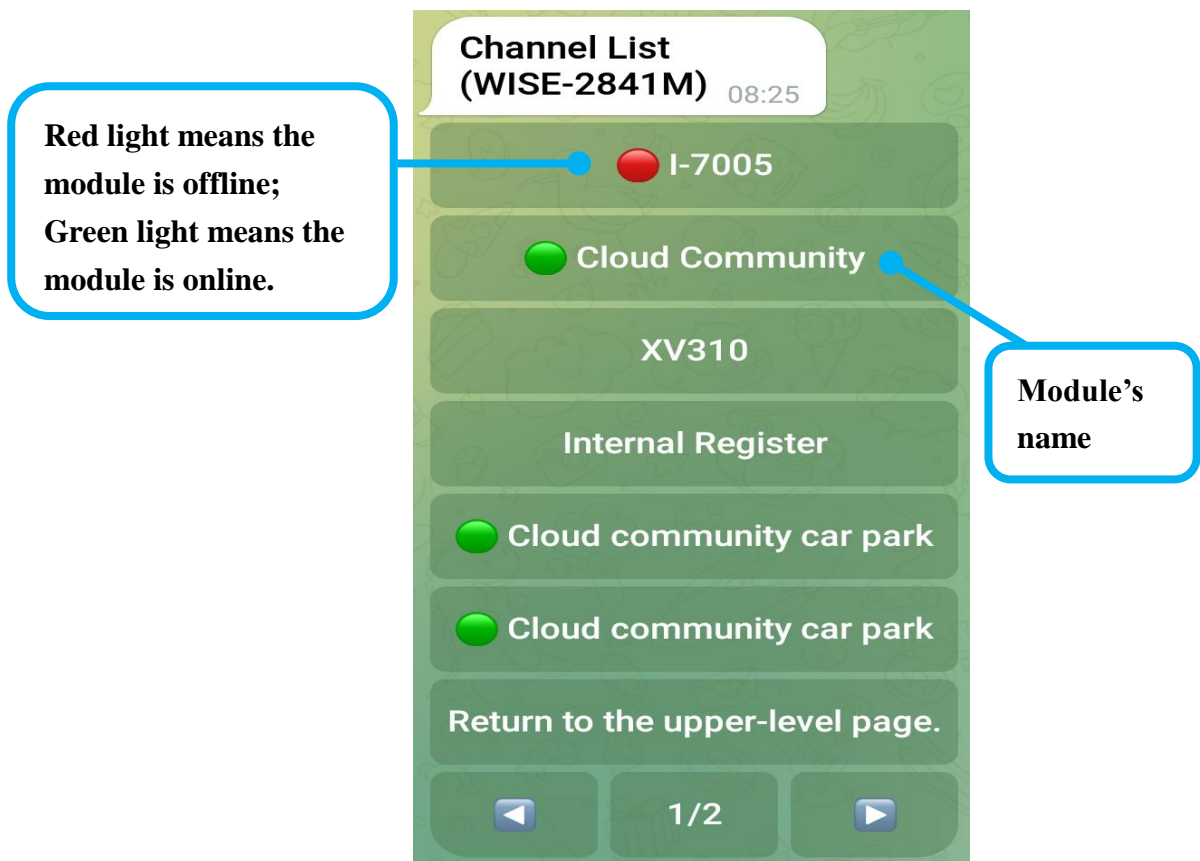 Channel List
(WISE-2841M) 08:25
Red light means the
module is offline;
Green light means the
module is online.
I-7005
Cloud Community
XV310
Module’s
name
Internal Register
Cloud community car park
Cloud community car park
Return to the upper-level page.
1/2